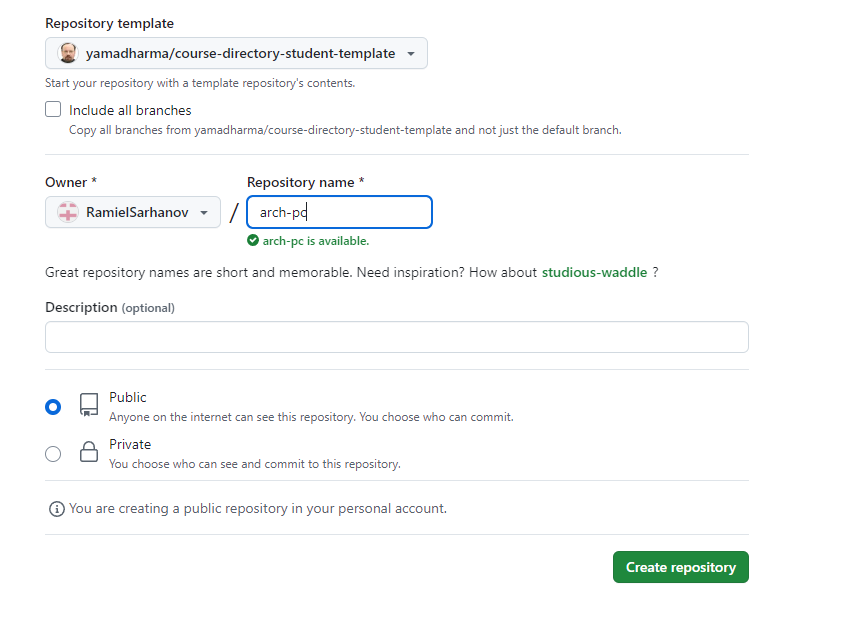 Repository template
yamadharma/course-directory-student-template
Start your repository with a template repository's contents.
Include all branches
Copy all branches from yamadharma/course-directory-student-template and not just the default branch.
Owner * Repository name *
RamielSarhanov / arch-pc
arch-pc is available.
Great repository names are short and memorable. Need inspiration? How about studious-waddle ?
Description (optional)
Public
Anyone on the internet can see this repository. You choose who can commit.
Private
You choose who can see and commit to this repository.
You are creating a public repository in your personal account.
Create repository